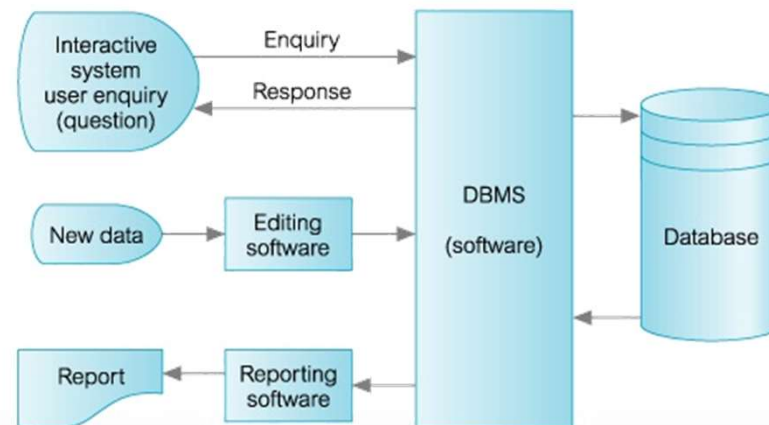 Interactive
system
user enquiry
(question)
Enquiry
Response
New data
Editing
software
DBMS
(software)
Database
Report
Reporting
software